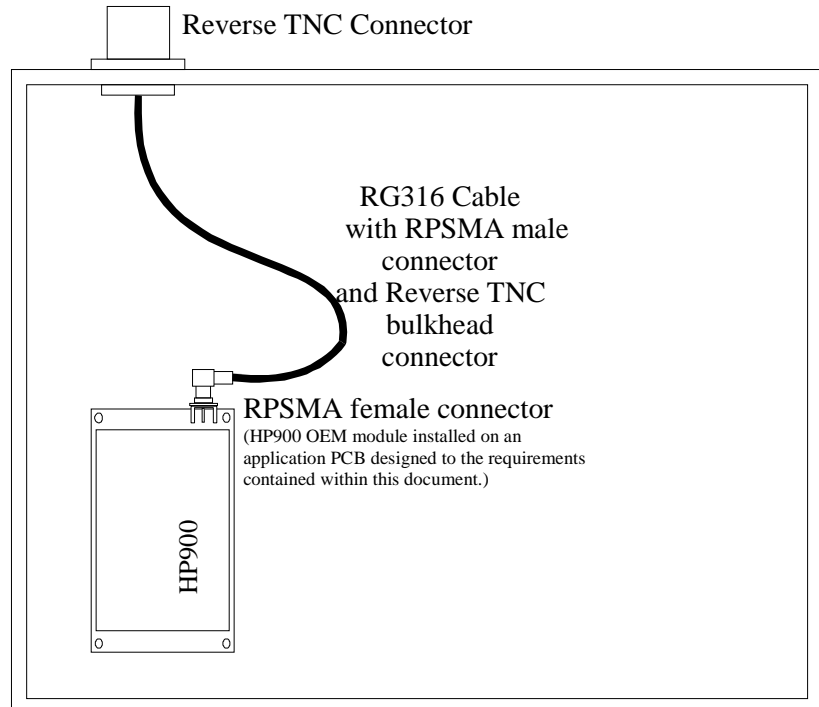 Reverse TNC Connector
RG316 Cable
with RPSMA male
connector
and Reverse TNC
bulkhead
connector
RPSMA female connector
(HP900 OEM module installed on an
application PCB designed to the requirements
contained within this document.)
HP900